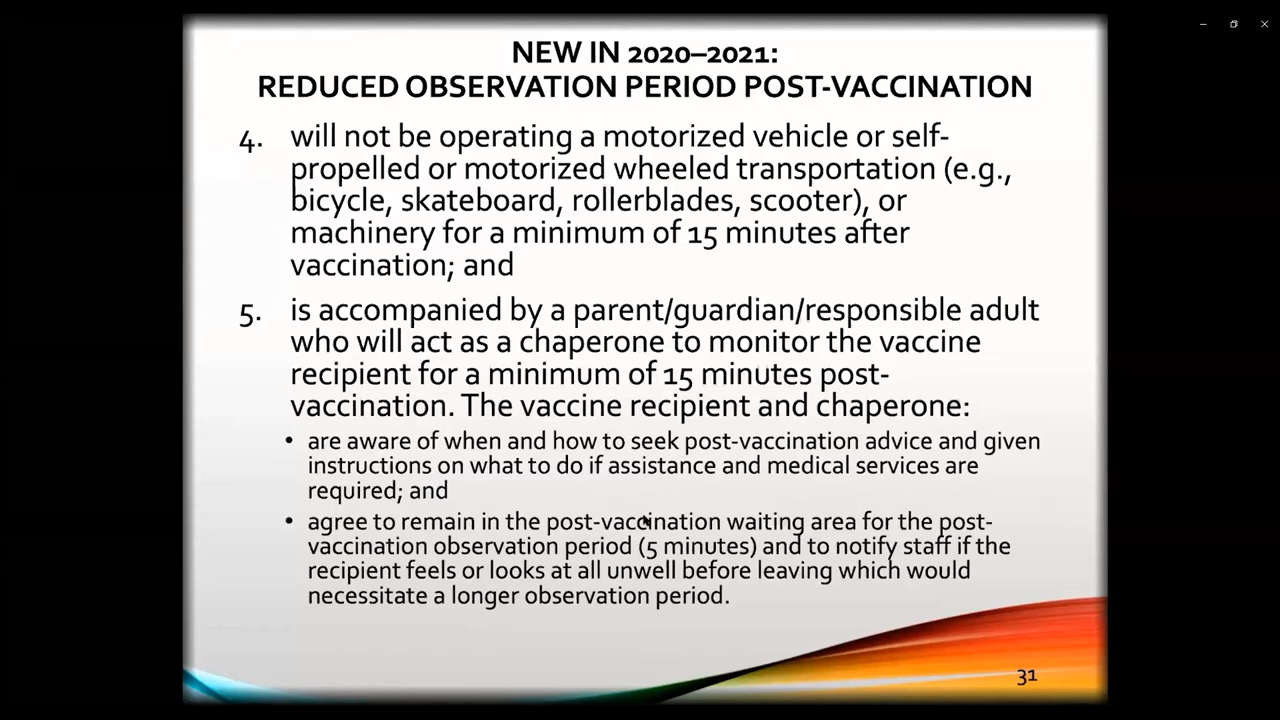 NEW IN 2020–2021:
REDUCED OBSERVATION PERIOD POST-VACCINATION
4. will not be operating a motorized vehicle or self-
propelled or motorized wheeled transportation (e.g.,
bicycle, skateboard, rollerblades, scooter), or
machinery for a minimum of 15 minutes after
vaccination; and
5. is accompanied by a parent/guardian/responsible adult
who will act as a chaperone to monitor the vaccine
recipient for a minimum of 15 minutes post-
vaccination. The vaccine recipient and chaperone:
• are aware of when and how to seek post-vaccination advice and given
instructions on what to do if assistance and medical services are
required; and
• agree to remain in the post-vaccination waiting area for the post-
vaccination observation period (5 minutes) and to notify staff if the
recipient feels or looks at all unwell before leaving which would
necessitate a longer observation period.
31